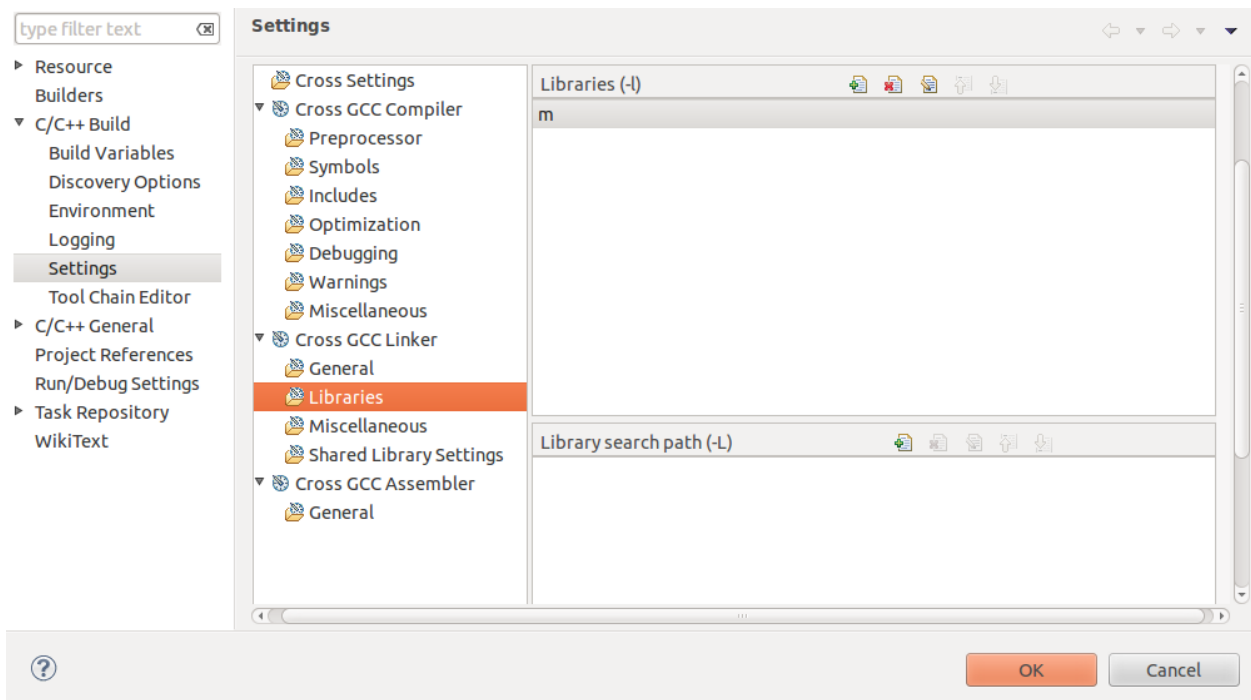 type filter text
Resource
Builders
C/C++ Build
Build Variables
Discovery Options
Environment
Logging
Settings
Tool Chain Editor
C/C++ General
Project References
Run/Debug Settings
Task Repository
WikiText
Settings
Cross Settings
Cross GCC Compiler
Preprocessor
Symbols
Includes
Optimization
Debugging
Warnings
Miscellaneous
Cross GCC Linker
General
Libraries
Miscellaneous
Shared Library Settings
Cross GCC Assembler
General
Libraries (-l)
m
Library search path (-L)
OK
Cancel